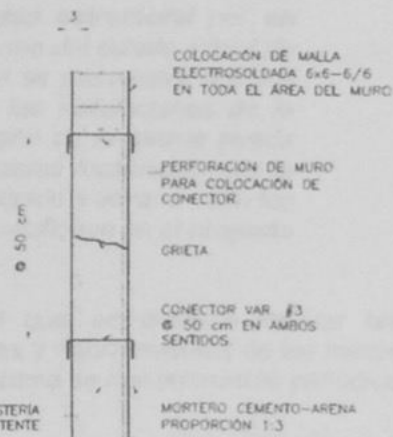 COLOCACIÓN DE MALLA
ELECTROSOLDADA 6x6-6/6
EN TODA EL ÁREA DEL MURO
PERFORACIÓN DE MURO
PARA COLOCACIÓN DE
CONECTOR
@ 50 cm
GRIETA
CONECTOR VAR. #3
@ 50 cm EN AMBOS
SENTIDOS
MORTERO CEMENTO-ARENA
PROPORCIÓN 1:3